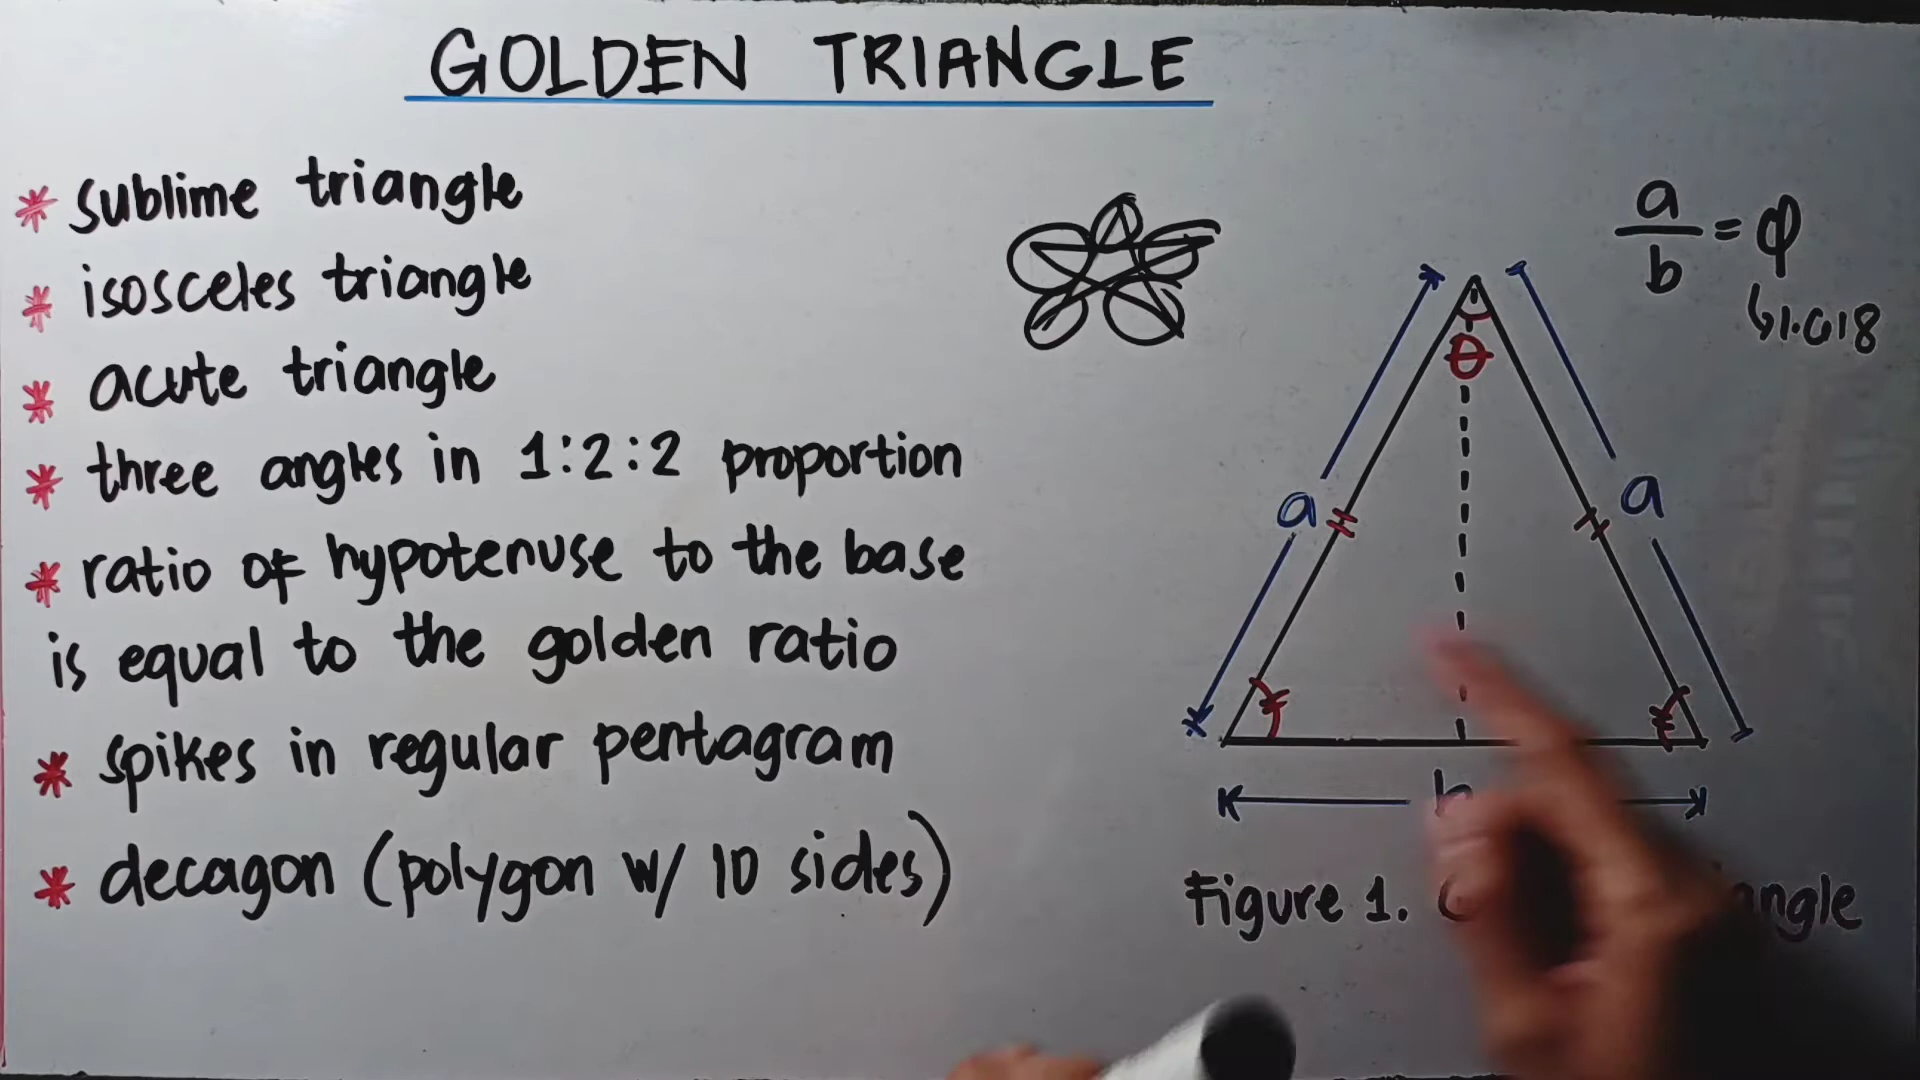 GOLDEN TRIANGLE
* sublime triangle
* isosceles triangle
* acute triangle
* three angles in 1:2:2 proportion
* ratio of hypotenuse to the base
is equal to the golden ratio
* spikes in regular pentagram
* decagon (polygon w/ 10 sides)
a/b = φ
↳1.618
θ
a
a
b
Figure 1.